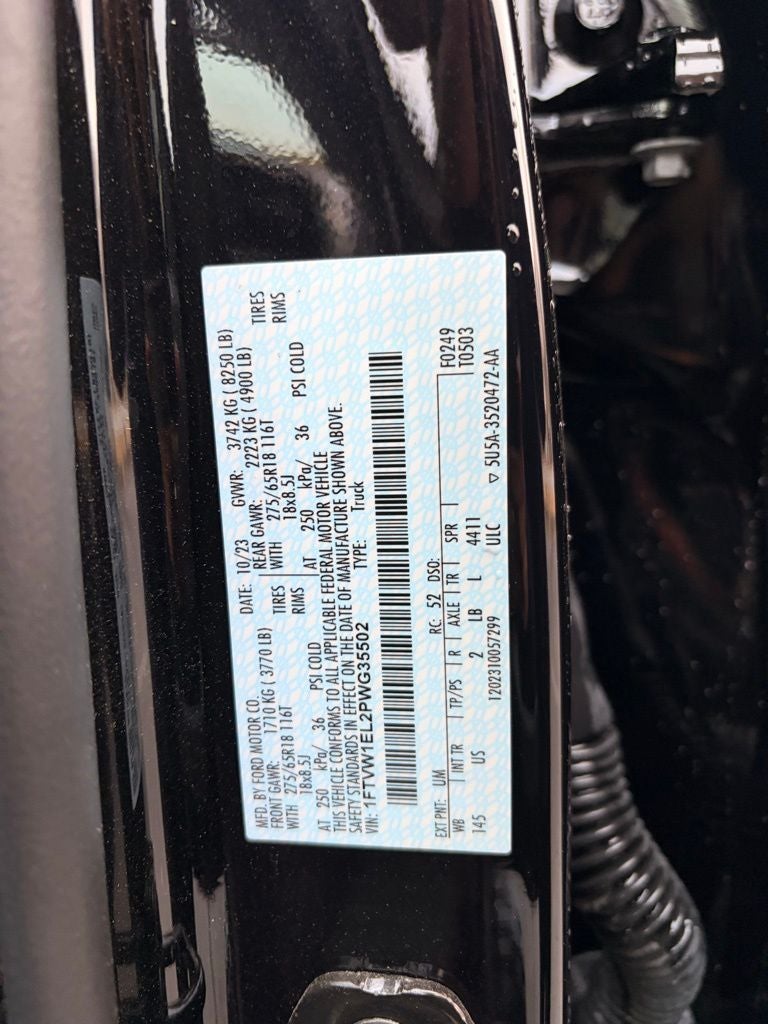 MFD. BY FORD MOTOR CO.
DATE: 10/23 GVWR: 3742 KG ( 8250 LB)
FRONT GAWR: 1710 KG ( 3770 LB) REAR GAWR: 2223 KG ( 4900 LB)
WITH 275/65R18 116T TIRES WITH 275/65R18 116T TIRES
18x8.5J RIMS 18x8.5J RIMS
AT 250 kPa/ 36 PSI COLD AT 250 kPa/ 36 PSI COLD
THIS VEHICLE CONFORMS TO ALL APPLICABLE FEDERAL MOTOR VEHICLE
SAFETY STANDARDS IN EFFECT ON THE DATE OF MANUFACTURE SHOWN ABOVE.
VIN: 1FTVW1EL2PWG35502 TYPE: Truck
EXT PNT: UM RC: 52 DSO: F0249
WB INT TR TP/PS R AXLE TR SPR T0503
145 US 2 LB L 4411
1202310057299 ULC ▽ 5U5A-3520472-AA